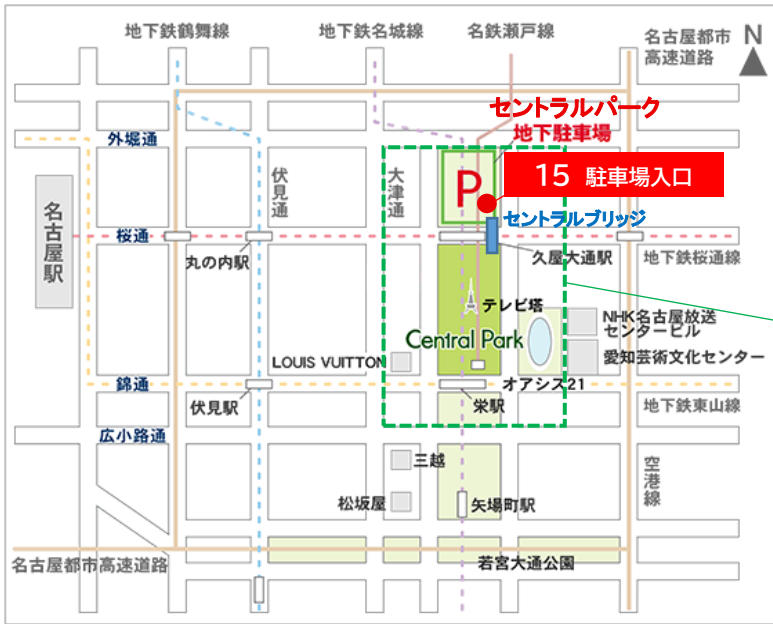 地下鉄鶴舞線
地下鉄名城線
名鉄瀬戸線
名古屋都市
高速道路
N
セントラルパーク
地下駐車場
外堀通
伏見通
大津通
P
15 駐車場入口
名古屋駅
セントラルブリッジ
桜通
丸の内駅
久屋大通駅
地下鉄桜通線
テレビ塔
NHK名古屋放送
センタービル
Central Park
LOUIS VUITTON
愛知芸術文化センター
錦通
オアシス21
伏見駅
栄駅
地下鉄東山線
広小路通
三越
空港線
松坂屋
矢場町駅
名古屋都市高速道路
若宮大通公園